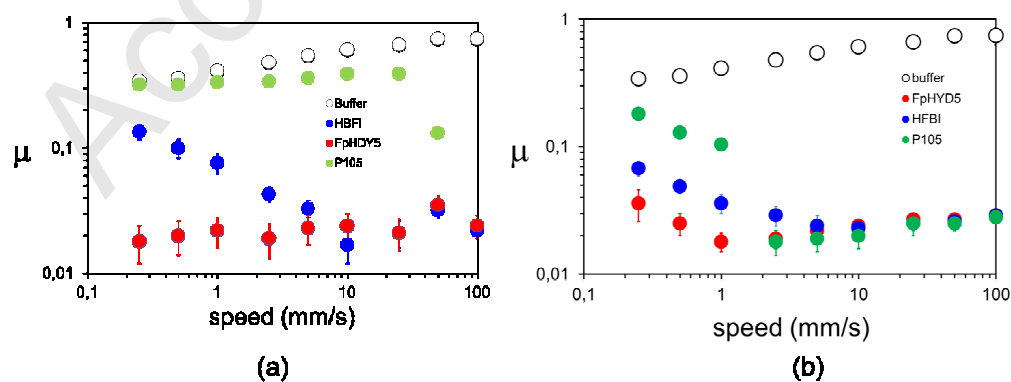 Acc
1
0,1
0,01
μ
0,1
1
10
100
speed (mm/s)
Buffer
HBFI
FpHDY5
P105
(a)
1
0,1
0,01
μ
0,1
1
10
100
speed (mm/s)
buffer
FpHYD5
HFBI
P105
(b)